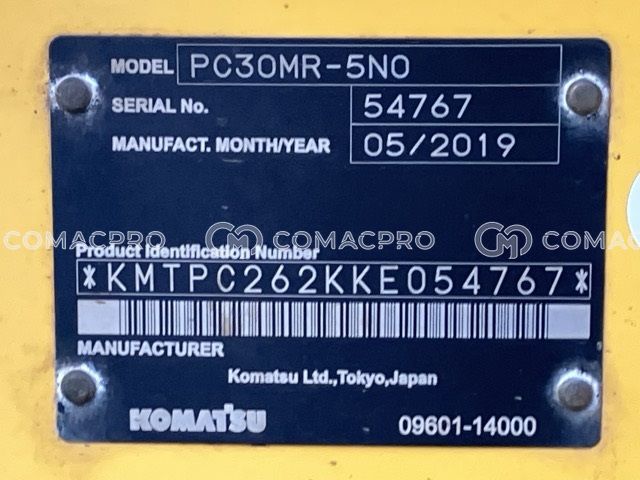 MODEL PC30MR-5N0
SERIAL No. 54767
MANUFACT. MONTH/YEAR 05/2019
COMACPRO COMACPRO
Product Identification Number
*KMTPC262KKE054767*
MANUFACTURER
Komatsu Ltd.,Tokyo,Japan
KOMATSU 09601-14000